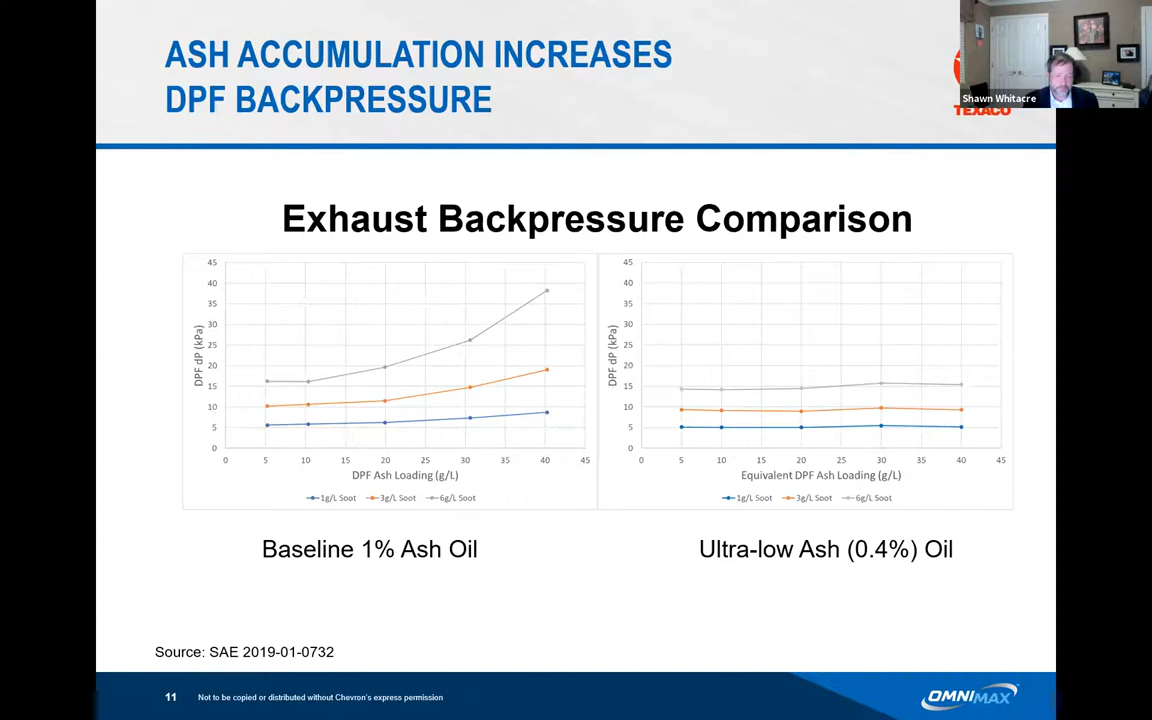 ASH ACCUMULATION INCREASES
DPF BACKPRESSURE
Shawn Whitacre
TEXACO
Exhaust Backpressure Comparison
45
40
35
30
25
20
15
10
5
0
DPF dP (kPa)
0 5 10 15 20 25 30 35 40 45
DPF Ash Loading (g/L)
1g/L Soot 3g/L Soot 6g/L Soot
45
40
35
30
25
20
15
10
5
0
DPF dP (kPa)
0 5 10 15 20 25 30 35 40 45
Equivalent DPF Ash Loading (g/L)
1g/L Soot 3g/L Soot 6g/L Soot
Baseline 1% Ash Oil
Ultra-low Ash (0.4%) Oil
Source: SAE 2019-01-0732
11 Not to be copied or distributed without Chevron's express permission
OMNIMAX